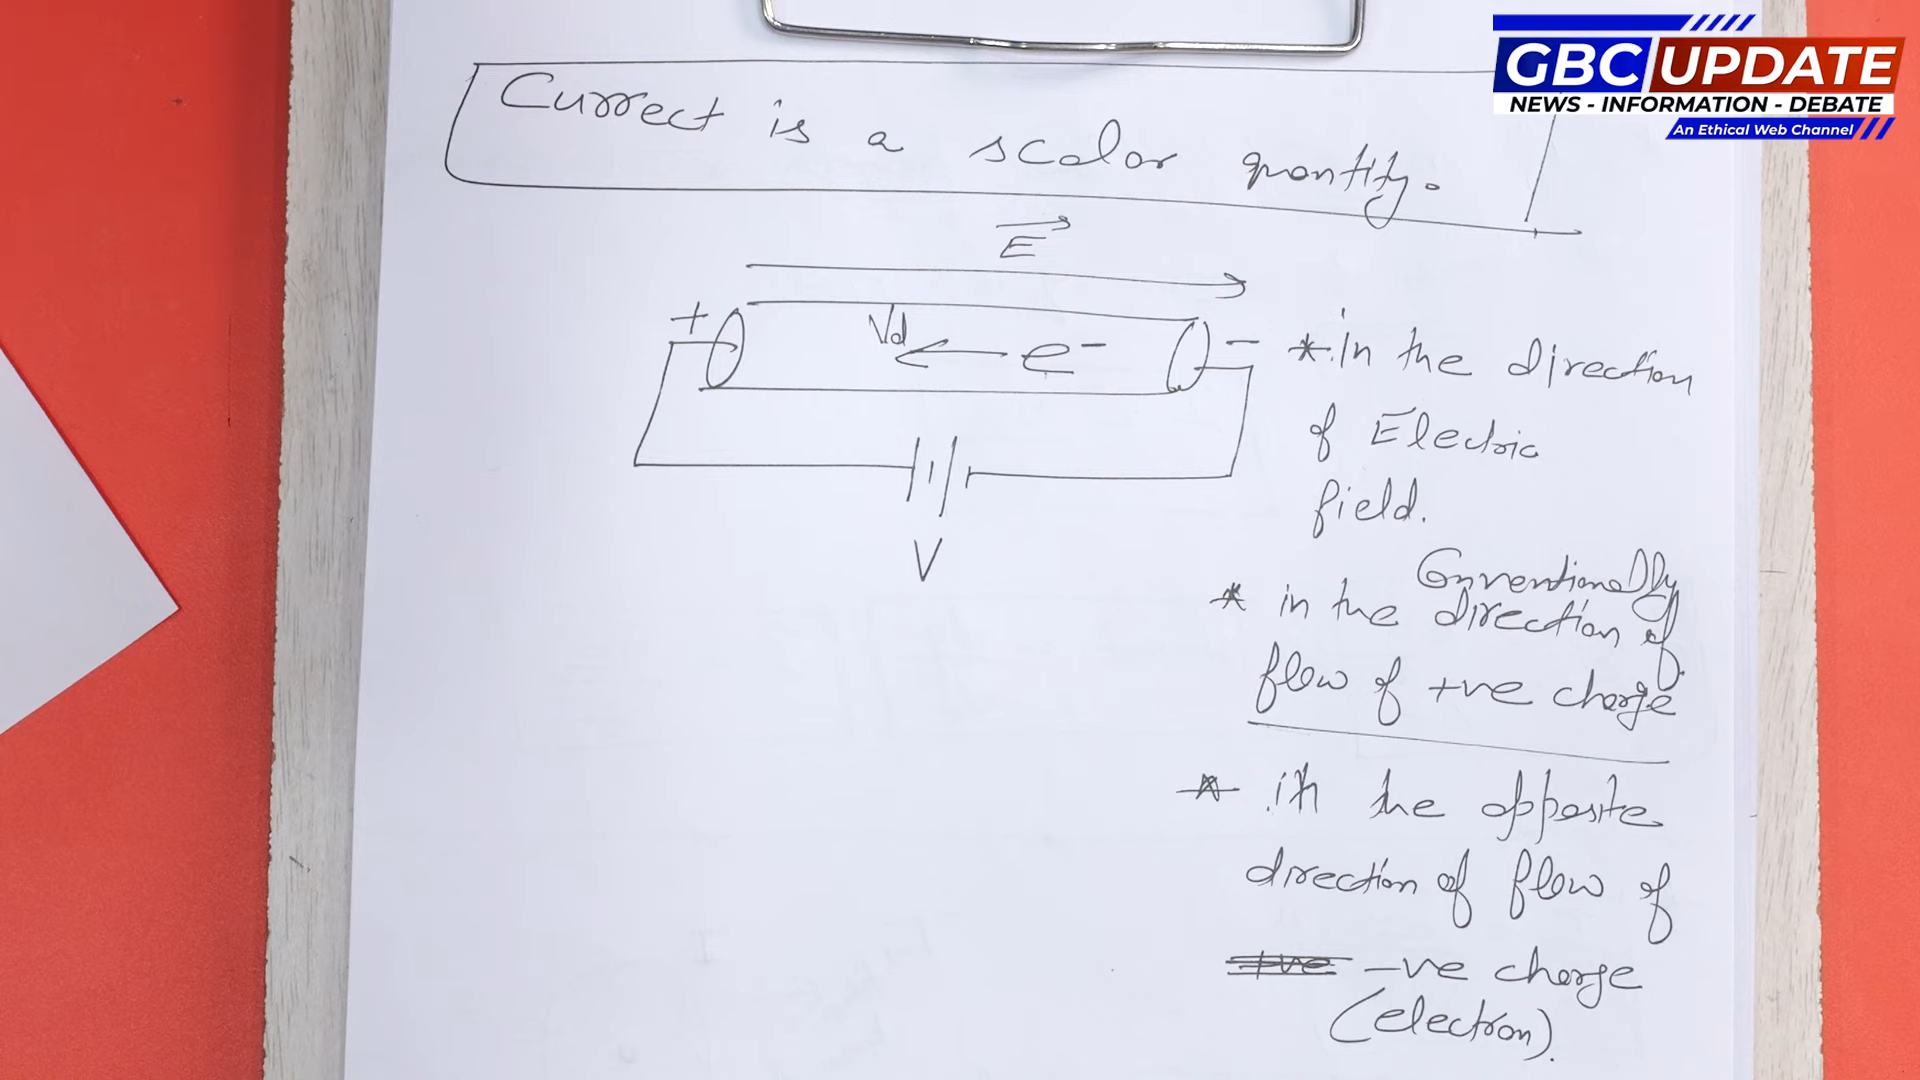 GBC UPDATE
NEWS - INFORMATION - DEBATE
An Ethical Web Channel
Currect is a scalar quantity.
E
+
Vd
e-
-
V
* in the direction
of Electric
field.
Conventionally
* in the direction of
flow of +ve charge
* in the opposite
direction of flow of
+ve -ve charge
(electron).